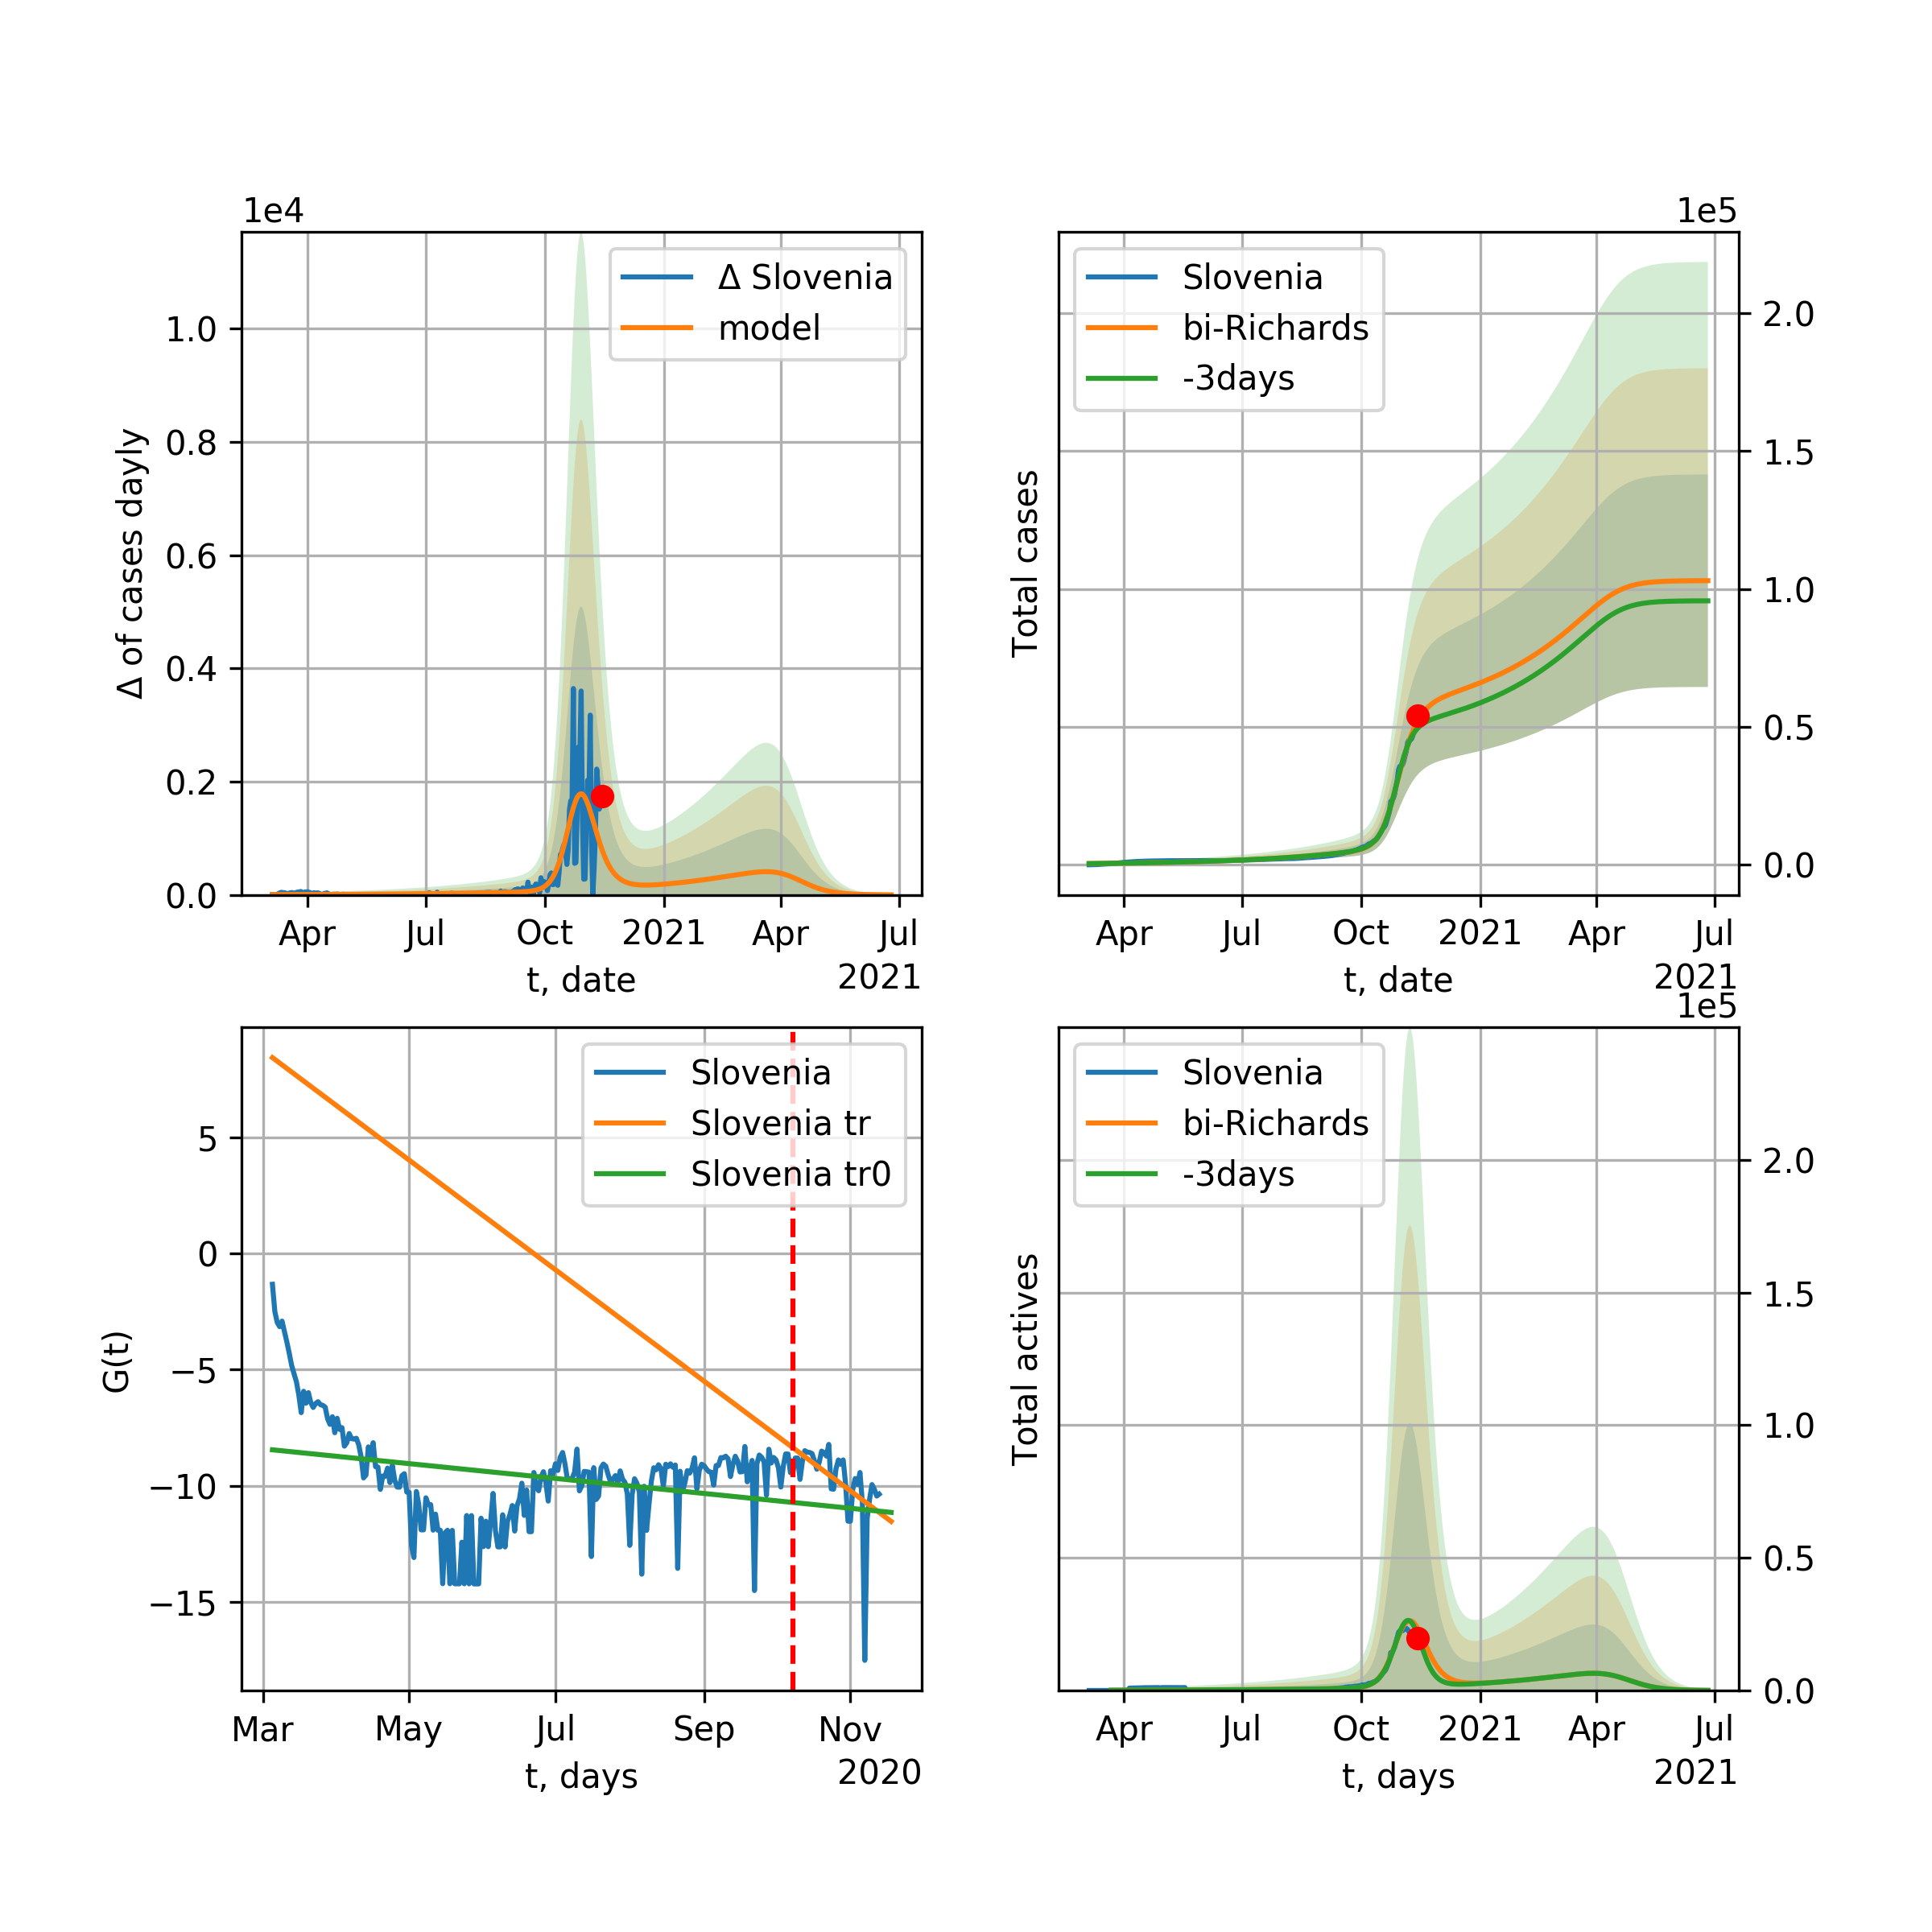 1e4
Δ Slovenia
model
1.0
0.8
0.6
0.4
0.2
0.0
Δ of cases dayly
Apr
Jul
Oct
2021
Apr
Jul
t, date
2021
1e5
Slovenia
bi-Richards
-3days
2.0
1.5
1.0
0.5
0.0
Total cases
Apr
Jul
Oct
2021
Apr
Jul
t, date
2021
Slovenia
Slovenia tr
Slovenia tr0
5
0
−5
−10
−15
G(t)
Mar
May
Jul
Sep
Nov
t, days
2020
1e5
Slovenia
bi-Richards
-3days
2.0
1.5
1.0
0.5
0.0
Total actives
Apr
Jul
Oct
2021
Apr
Jul
t, days
2021